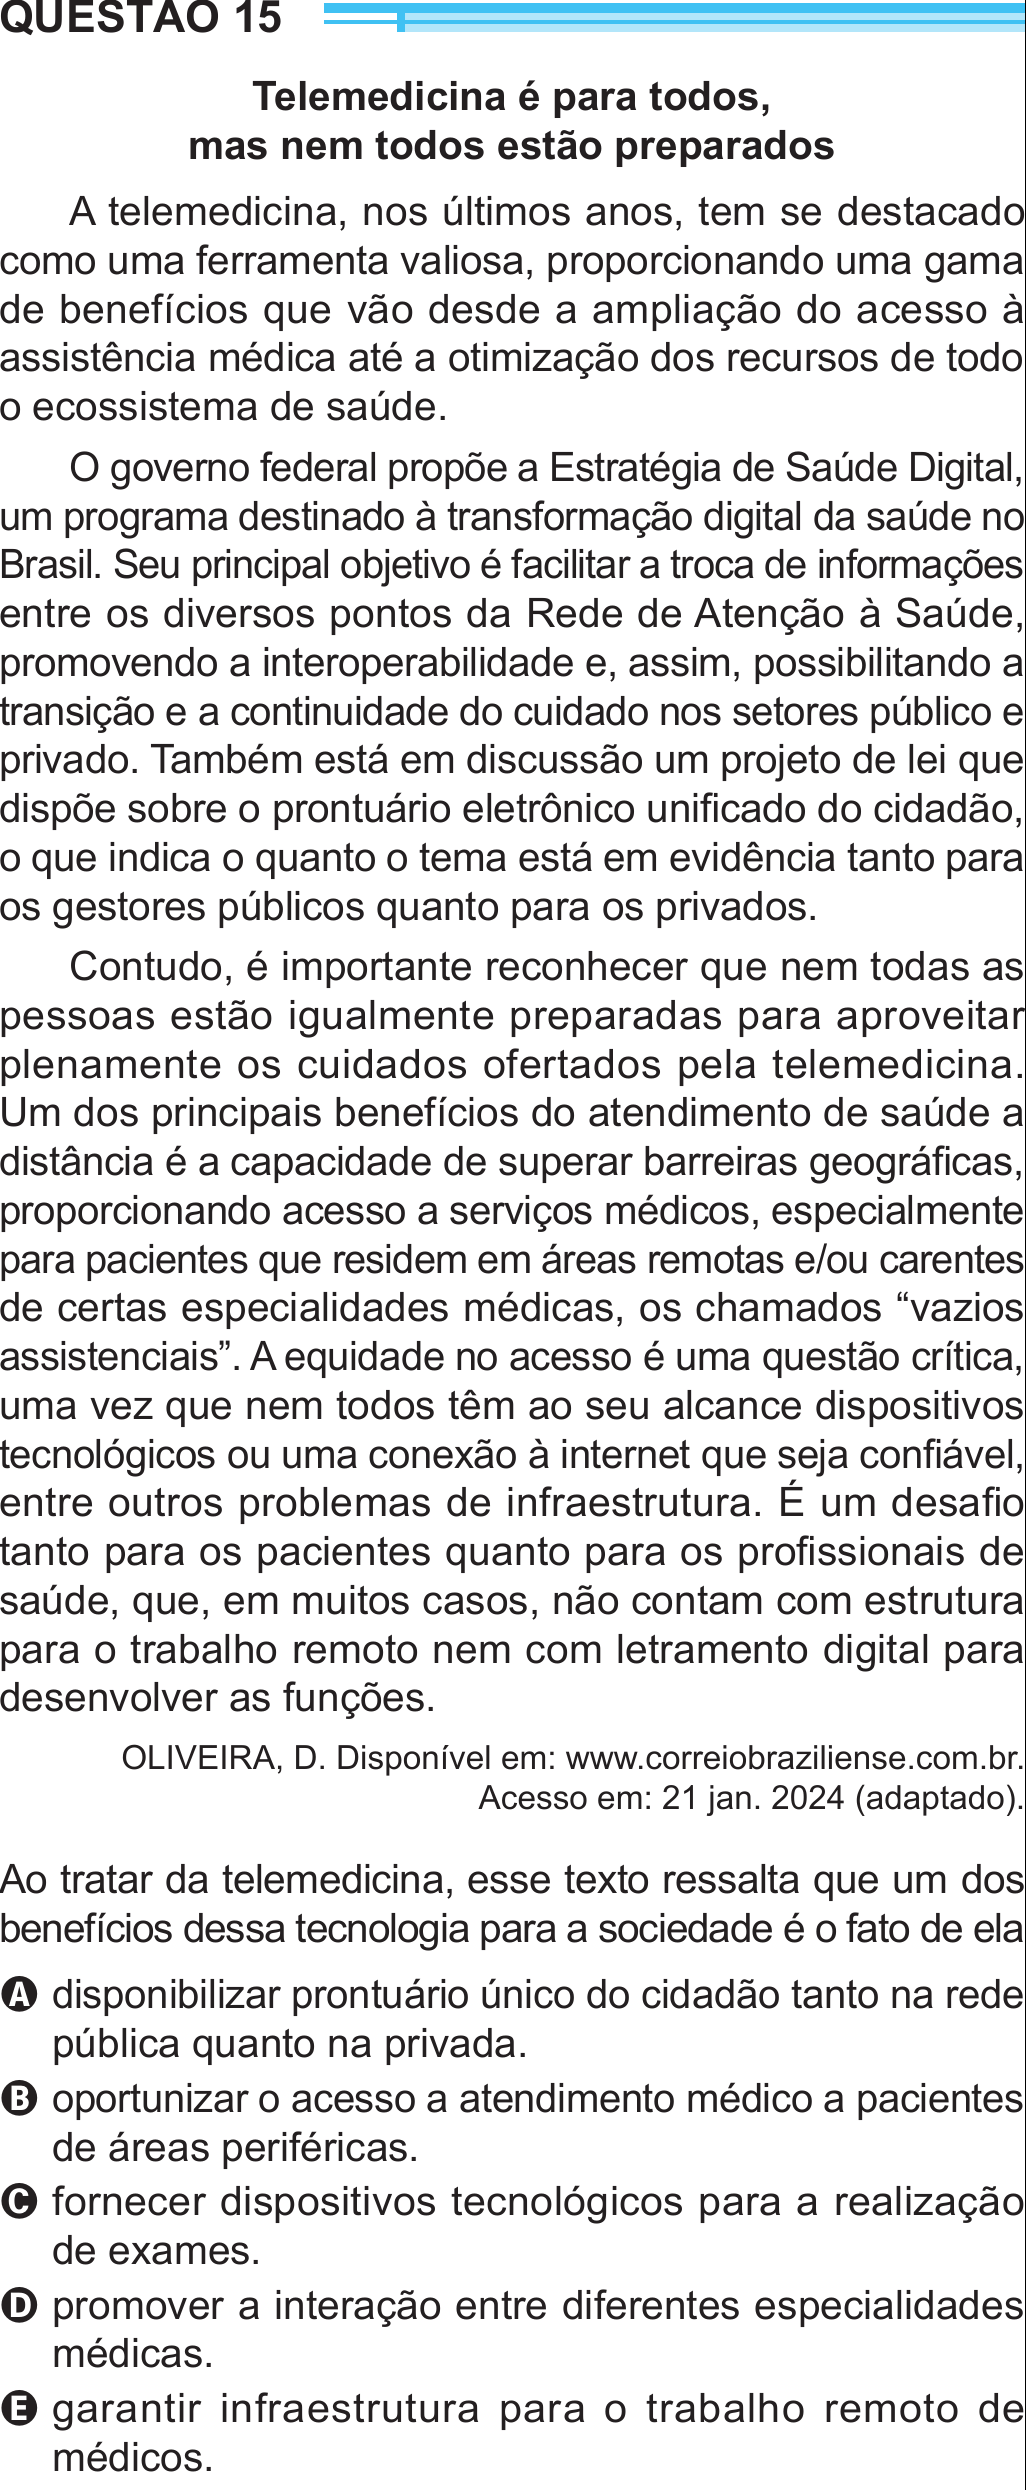 QUESTÃO 15
Telemedicina é para todos,
mas nem todos estão preparados
A telemedicina, nos últimos anos, tem se destacado
como uma ferramenta valiosa, proporcionando uma gama
de benefícios que vão desde a ampliação do acesso à
assistência médica até a otimização dos recursos de todo
o ecossistema de saúde.
O governo federal propõe a Estratégia de Saúde Digital,
um programa destinado à transformação digital da saúde no
Brasil. Seu principal objetivo é facilitar a troca de informações
entre os diversos pontos da Rede de Atenção à Saúde,
promovendo a interoperabilidade e, assim, possibilitando a
transição e a continuidade do cuidado nos setores público e
privado. Também está em discussão um projeto de lei que
dispõe sobre o prontuário eletrônico unificado do cidadão,
o que indica o quanto o tema está em evidência tanto para
os gestores públicos quanto para os privados.
Contudo, é importante reconhecer que nem todas as
pessoas estão igualmente preparadas para aproveitar
plenamente os cuidados ofertados pela telemedicina.
Um dos principais benefícios do atendimento de saúde a
distância é a capacidade de superar barreiras geográficas,
proporcionando acesso a serviços médicos, especialmente
para pacientes que residem em áreas remotas e/ou carentes
de certas especialidades médicas, os chamados “vazios
assistenciais”. A equidade no acesso é uma questão crítica,
uma vez que nem todos têm ao seu alcance dispositivos
tecnológicos ou uma conexão à internet que seja confiável,
entre outros problemas de infraestrutura. É um desafio
tanto para os pacientes quanto para os profissionais de
saúde, que, em muitos casos, não contam com estrutura
para o trabalho remoto nem com letramento digital para
desenvolver as funções.
OLIVEIRA, D. Disponível em: www.correiobraziliense.com.br.
Acesso em: 21 jan. 2024 (adaptado).
Ao tratar da telemedicina, esse texto ressalta que um dos
benefícios dessa tecnologia para a sociedade é o fato de ela
A disponibilizar prontuário único do cidadão tanto na rede
pública quanto na privada.
B oportunizar o acesso a atendimento médico a pacientes
de áreas periféricas.
C fornecer dispositivos tecnológicos para a realização
de exames.
D promover a interação entre diferentes especialidades
médicas.
E garantir infraestrutura para o trabalho remoto de
médicos.